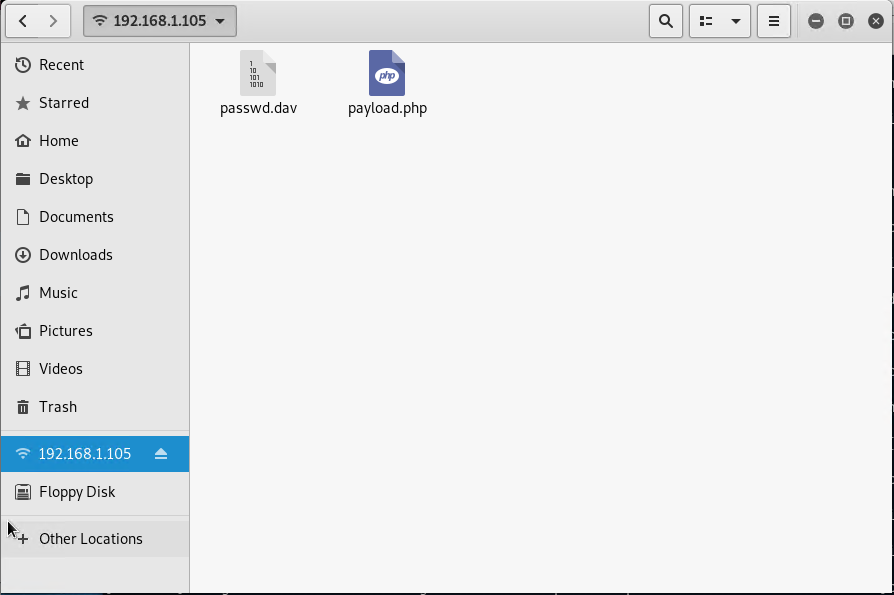 192.168.1.105
Recent
Starred
Home
Desktop
Documents
Downloads
Music
Pictures
Videos
Trash
192.168.1.105
Floppy Disk
Other Locations
1
10
101
1010
php
passwd.dav
payload.php